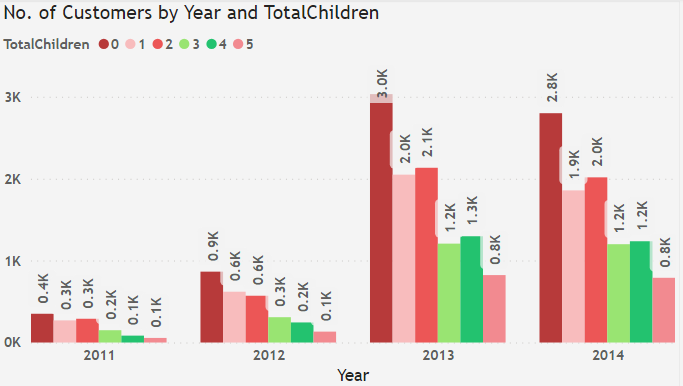 No. of Customers by Year and TotalChildren
TotalChildren 0 1 2 3 4 5
3K
2K
1K
0K
0.4K 0.3K 0.3K 0.2K 0.1K 0.1K
0.9K 0.6K 0.6K 0.3K 0.2K 0.1K
3.0K 2.0K 2.1K 1.2K 1.3K 0.8K
2.8K 1.9K 2.0K 1.2K 1.2K 0.8K
2011 2012 2013 2014
Year